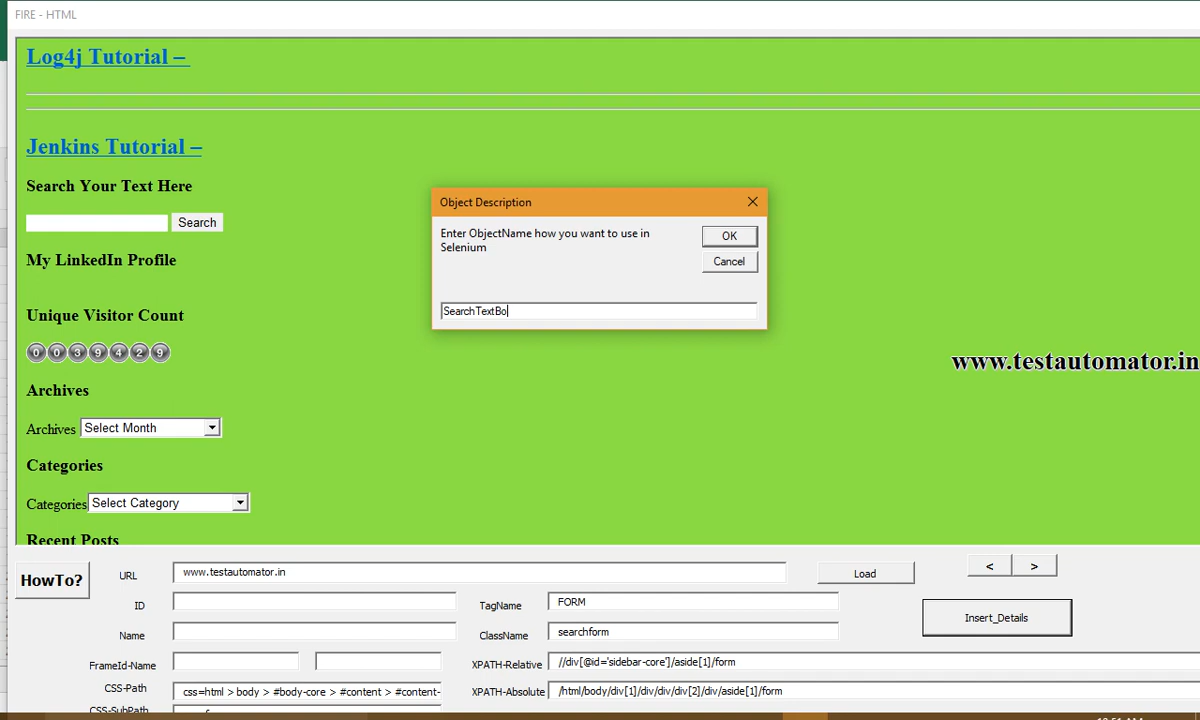 FIRE - HTML
Log4j Tutorial –
Jenkins Tutorial –
Search Your Text Here
Search
My LinkedIn Profile
Unique Visitor Count
0 0 3 9 4 2 9
Archives
Archives Select Month
Categories
Categories Select Category
Recent Posts
Object Description
Enter ObjectName how you want to use in
Selenium
OK
Cancel
SearchTextBo
www.testautomator.in
HowTo?
URL www.testautomator.in Load < >
ID
TagName FORM
Insert_Details
Name
ClassName searchform
FrameId-Name
XPATH-Relative //div[@id='sidebar-core']/aside[1]/form
CSS-Path css=html > body > #body-core > #content > #content-
XPATH-Absolute /html/body/div[1]/div/div/div[2]/div/aside[1]/form
CSS-SubPath